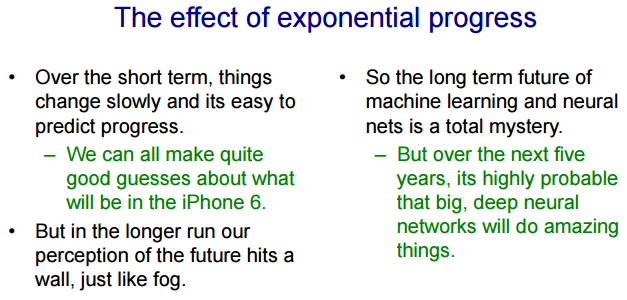 The effect of exponential progress
• Over the short term, things
change slowly and its easy to
predict progress.
– We can all make quite
good guesses about what
will be in the iPhone 6.
• But in the longer run our
perception of the future hits a
wall, just like fog.
• So the long term future of
machine learning and neural
nets is a total mystery.
– But over the next five
years, its highly probable
that big, deep neural
networks will do amazing
things.